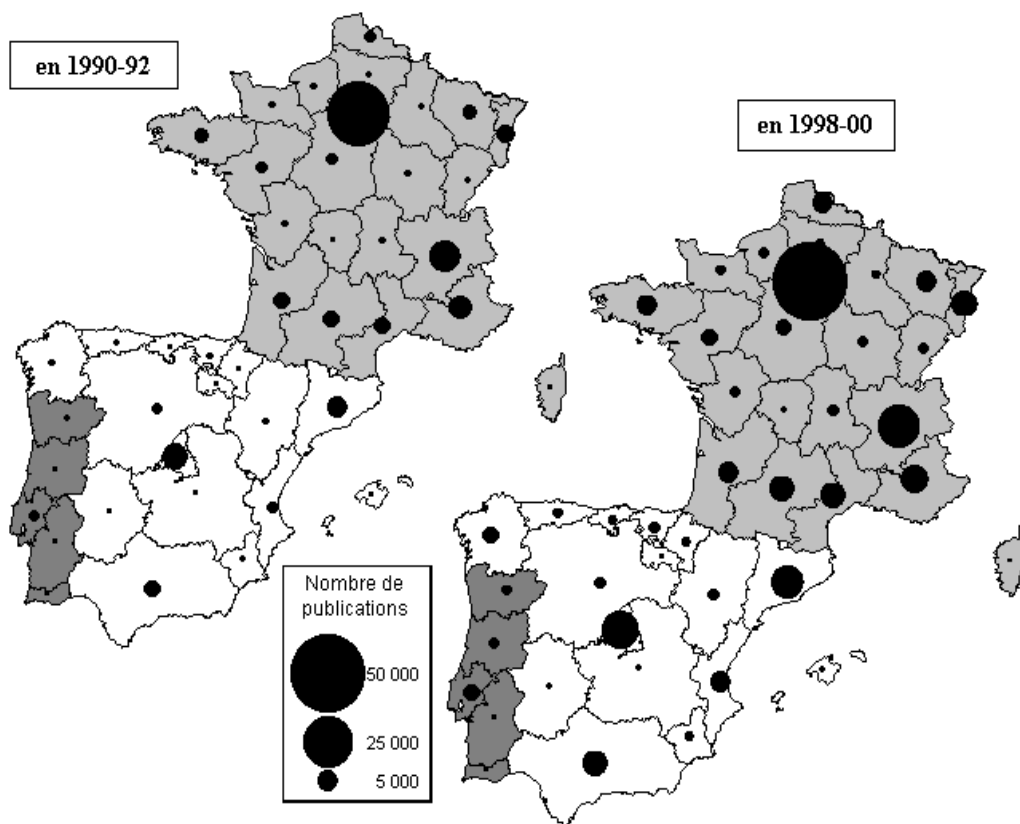 en 1990-92
en 1998-00
Nombre de
publications
50 000
25 000
5 000